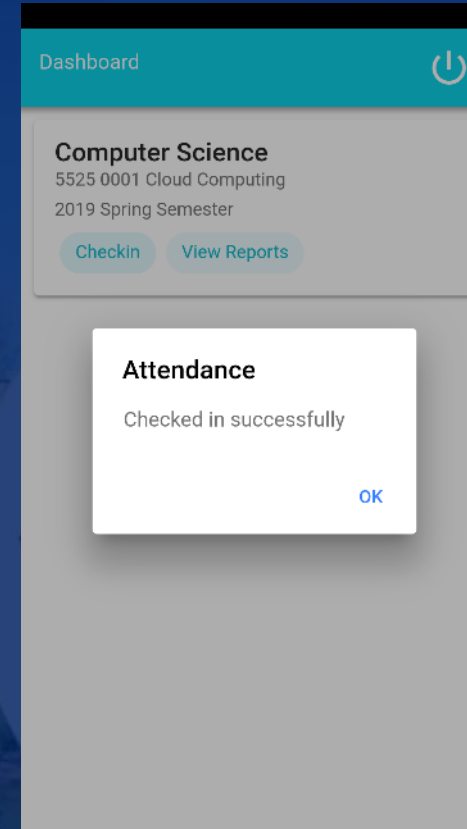 Dashboard
Computer Science
5525 0001 Cloud Computing
2019 Spring Semester
Checkin View Reports
Attendance
Checked in successfully
OK